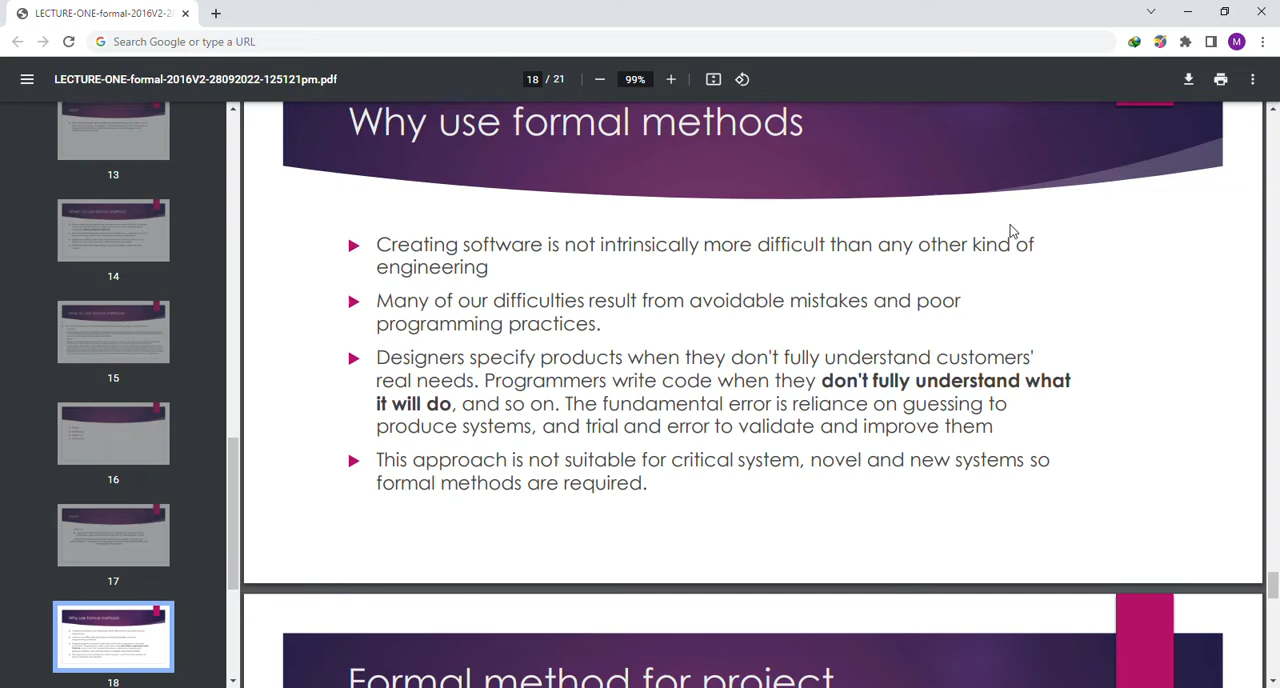 LECTURE-ONE-formal-2016V2-28
Search Google or type a URL
M
LECTURE-ONE-formal-2016V2-28092022-125121pm.pdf
18 / 21
99%
13
14
15
16
17
18
Why use formal methods
Creating software is not intrinsically more difficult than any other kind of
engineering
Many of our difficulties result from avoidable mistakes and poor
programming practices.
Designers specify products when they don't fully understand customers'
real needs. Programmers write code when they don't fully understand what
it will do, and so on. The fundamental error is reliance on guessing to
produce systems, and trial and error to validate and improve them
This approach is not suitable for critical system, novel and new systems so
formal methods are required.
Formal method for project